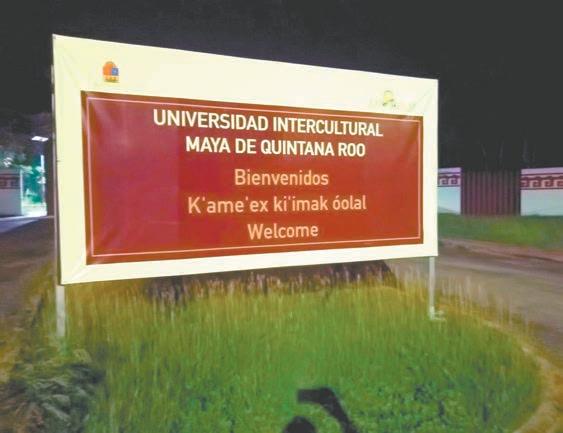 UNIVERSIDAD INTERCULTURAL
MAYA DE QUINTANA ROO
Bienvenidos
K'ame'ex ki'imak óolal
Welcome